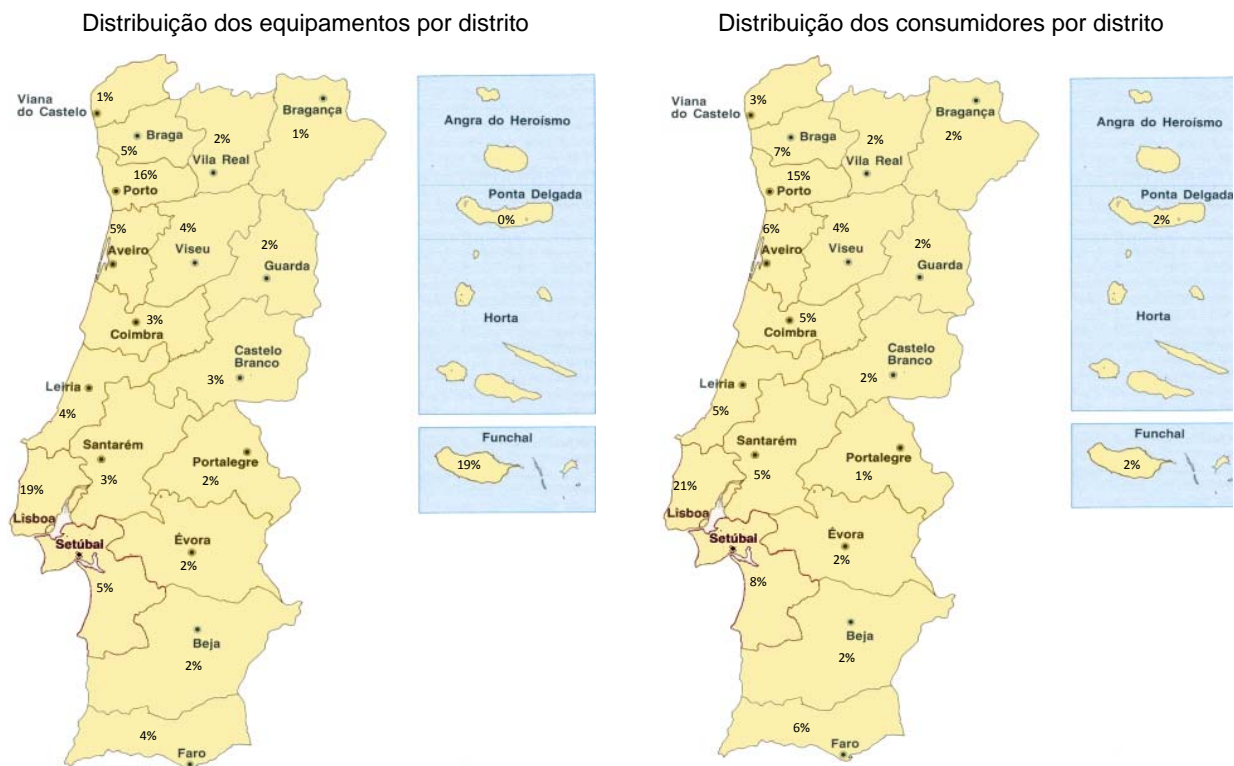 Distribuição dos equipamentos por distrito
Viana
do Castelo
1%
Bragança
1%
Braga
5%
2%
Vila Real
16%
Porto
5%
Aveiro
4%
Viseu
2%
Guarda
3%
Coimbra
Castelo
Branco
3%
Leiria
4%
Santarém
3%
Portalegre
2%
19%
Lisboa
Setúbal
5%
Évora
2%
Beja
2%
4%
Faro
Angra do Heroísmo
Ponta Delgada
0%
Horta
Funchal
19%
Distribuição dos consumidores por distrito
Viana
do Castelo
3%
Bragança
2%
Braga
7%
2%
Vila Real
15%
Porto
6%
Aveiro
4%
Viseu
2%
Guarda
5%
Coimbra
Castelo
Branco
2%
Leiria
5%
Santarém
5%
Portalegre
1%
21%
Lisboa
Setúbal
8%
Évora
2%
Beja
2%
6%
Faro
Angra do Heroísmo
Ponta Delgada
2%
Horta
Funchal
2%